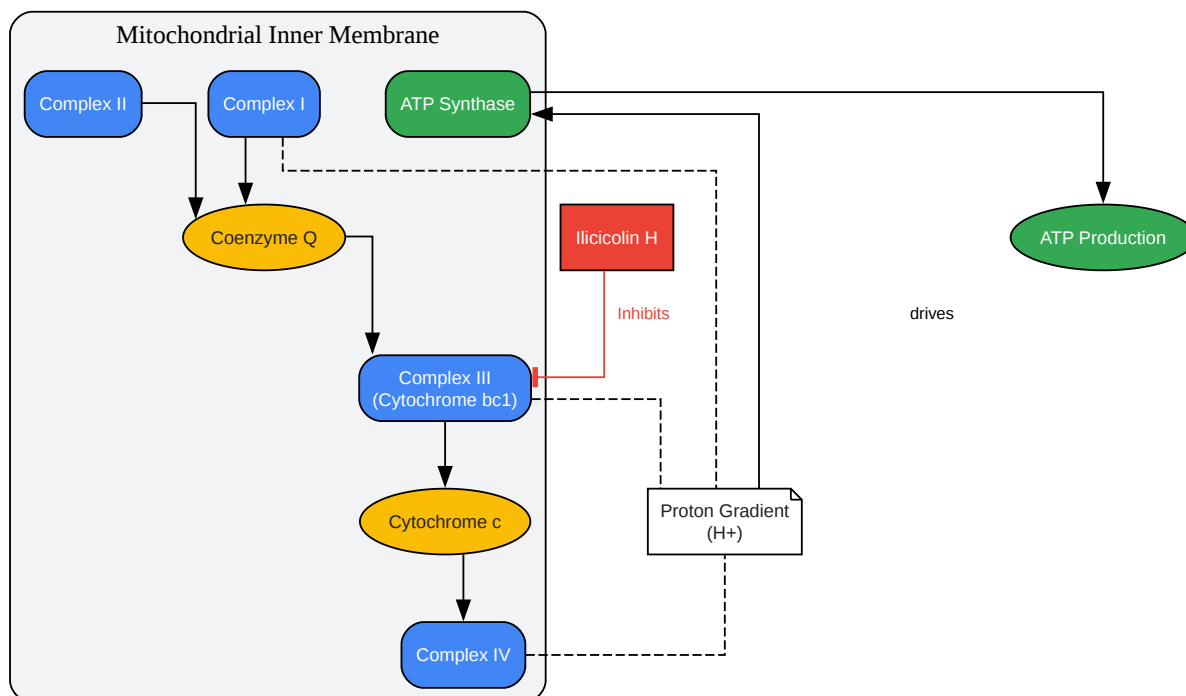 Mitochondrial Inner Membrane
Complex II
Complex I
ATP Synthase
Coenzyme Q
Ilicicolin H
ATP Production
Inhibits
drives
Complex III
(Cytochrome bc1)
Cytochrome c
Proton Gradient
(H+)
Complex IV